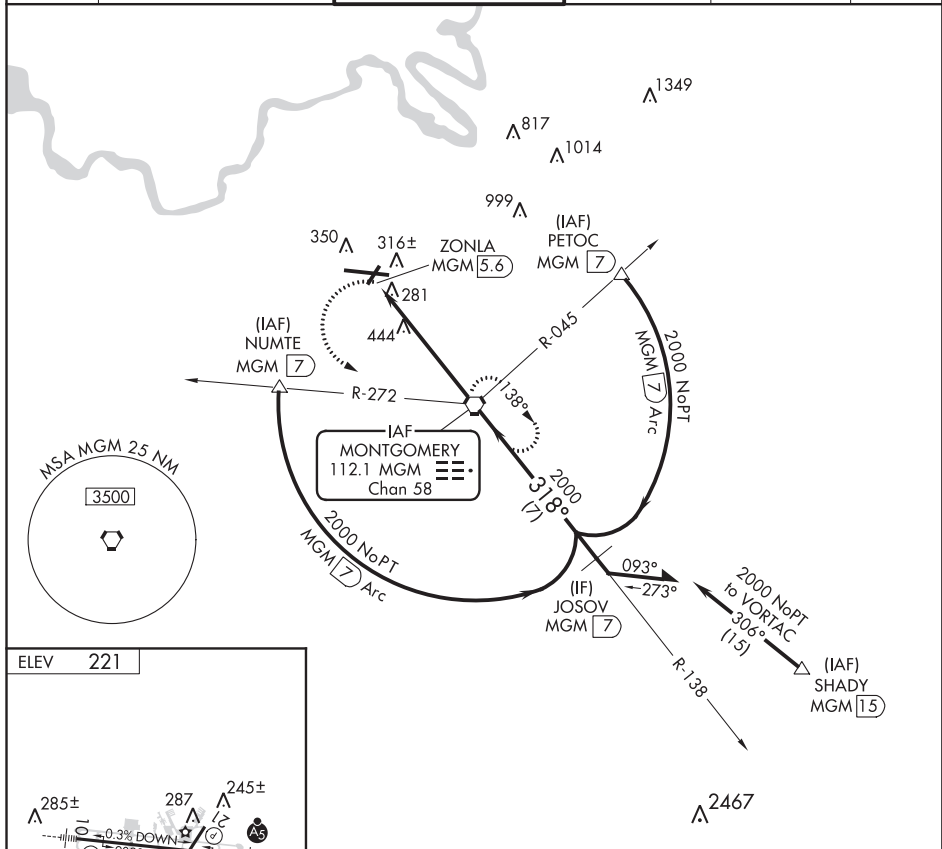 1349
817
1014
999
(IAF)
PETOC
MGM 7
350
316±
ZONLA
MGM 5.6
281
444
(IAF)
NUMTE
MGM 7
R-045
2000 NoPT
MGM 7 Arc
R-272
138°
IAF
MONTGOMERY
112.1 MGM
Chan 58
MSA MGM 25 NM
3500
2000
318°
(7)
2000 NoPT
MGM 7 Arc
093°
273°
(IF)
JOSOV
MGM 7
2000 NoPT
to VORTAC
306°
(15)
(IAF)
SHADY
MGM 15
R-138
ELEV 221
2467
285±
287
245±
10
0.3% DOWN
21
P
A5